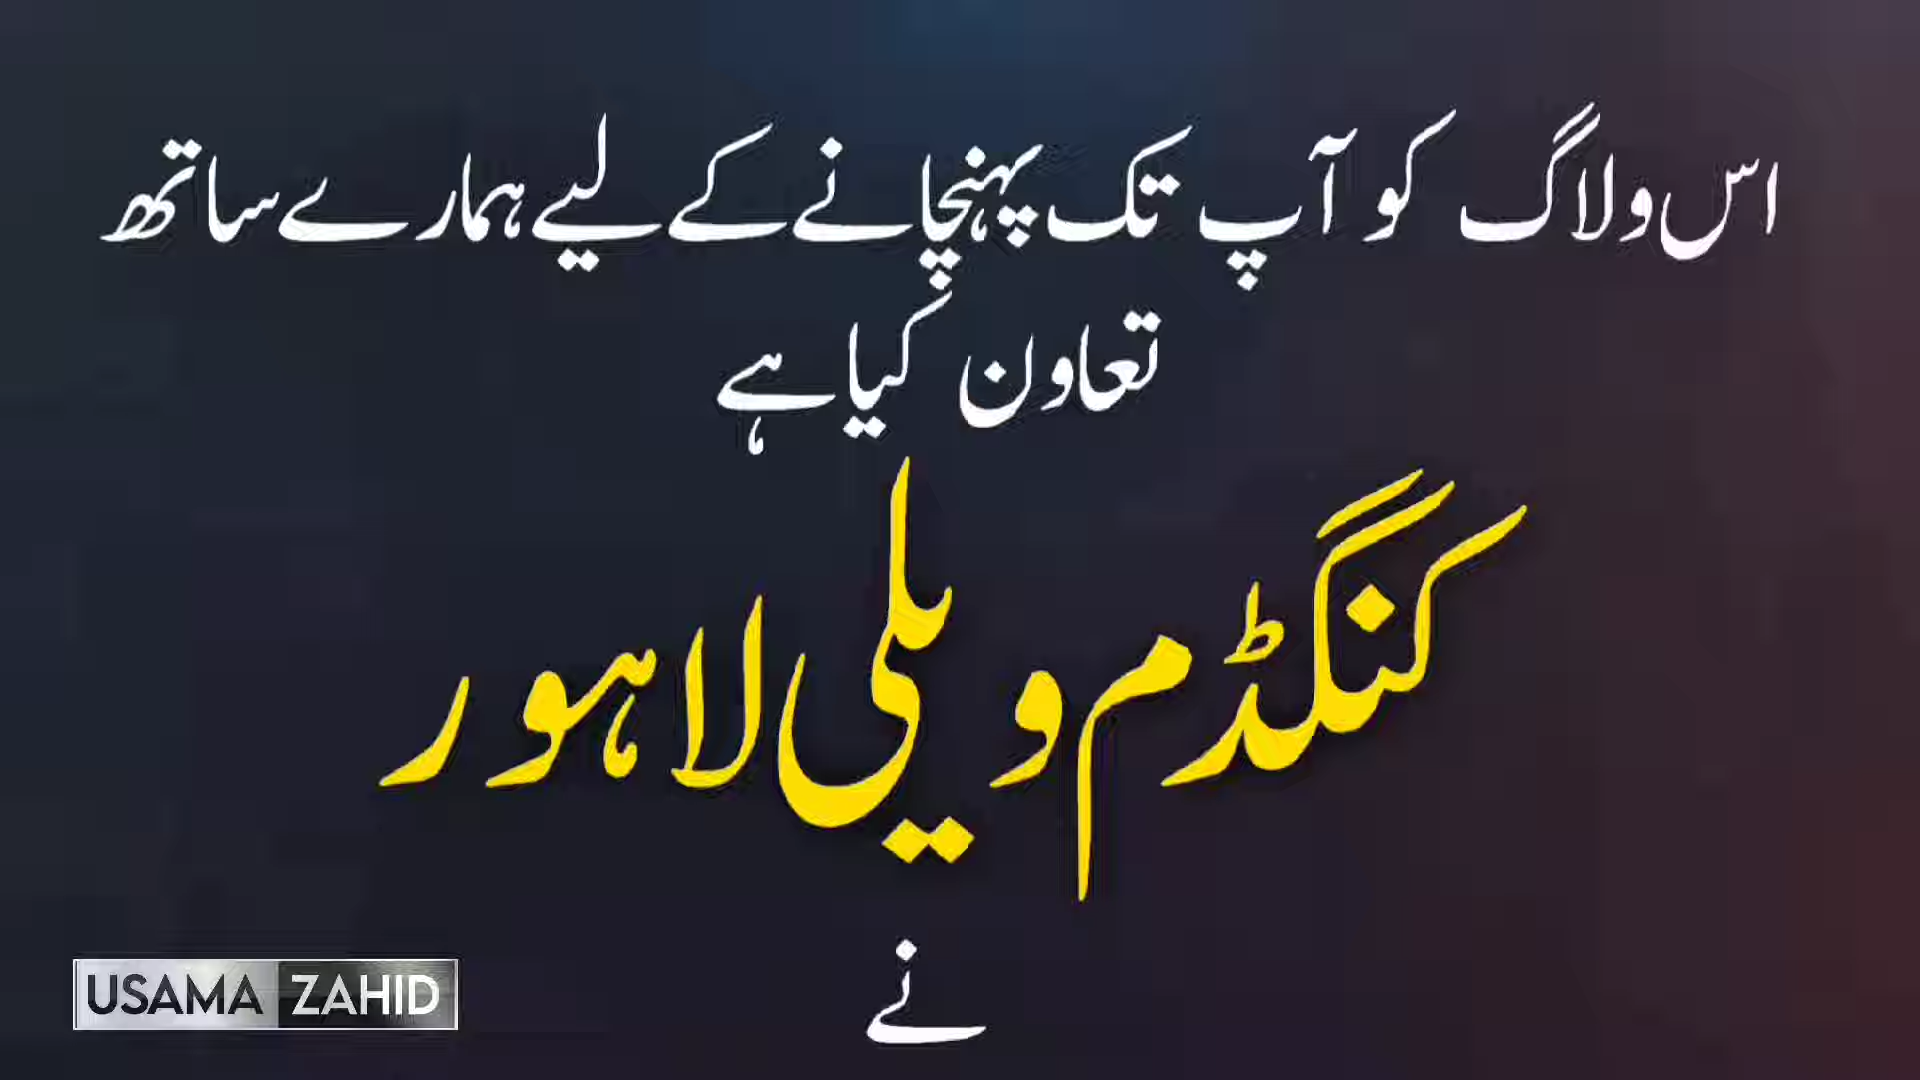 اس ولاگ کو آپ تک پہنچانے کے لیے ہمارے ساتھ
تعاون کیا ہے
کنگڈم ویلی لاہور
نے
USAMA ZAHID